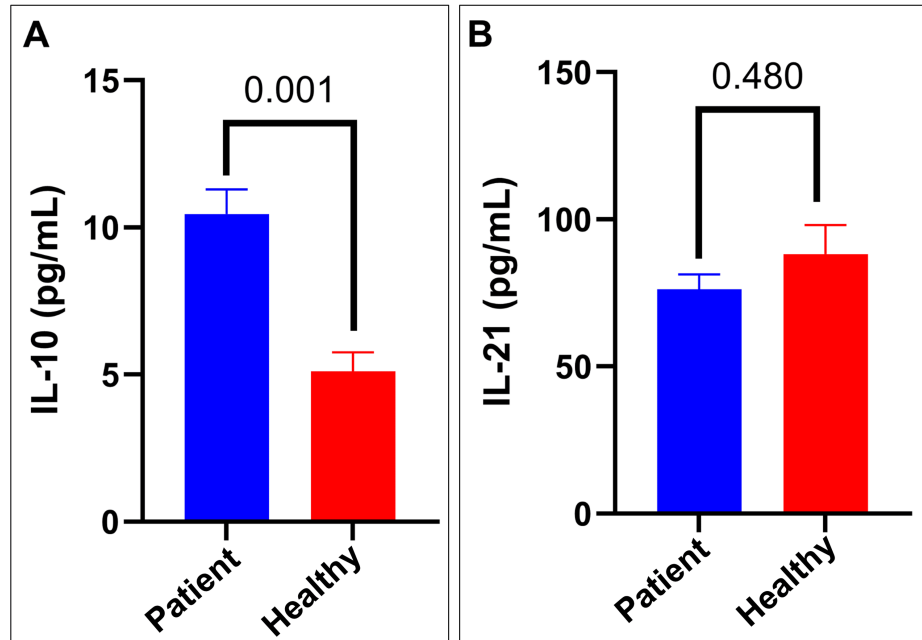 A
IL-10 (pg/mL)
15
10
5
0
0.001
Patient
Healthy
B
IL-21 (pg/mL)
150
100
50
0
0.480
Patient
Healthy